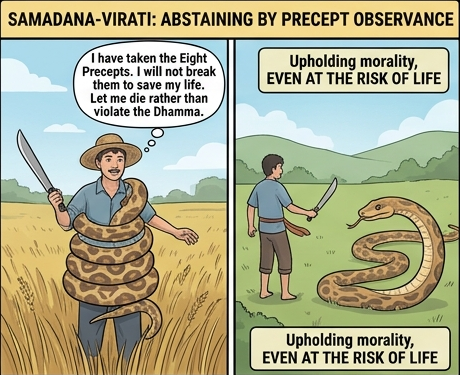 SAMADANA-VIRATI: ABSTAINING BY PRECEPT OBSERVANCE
I have taken the Eight
Precepts. I will not break
them to save my life.
Let me die rather than
violate the Dhamma.
Upholding morality,
EVEN AT THE RISK OF LIFE
Upholding morality,
EVEN AT THE RISK OF LIFE